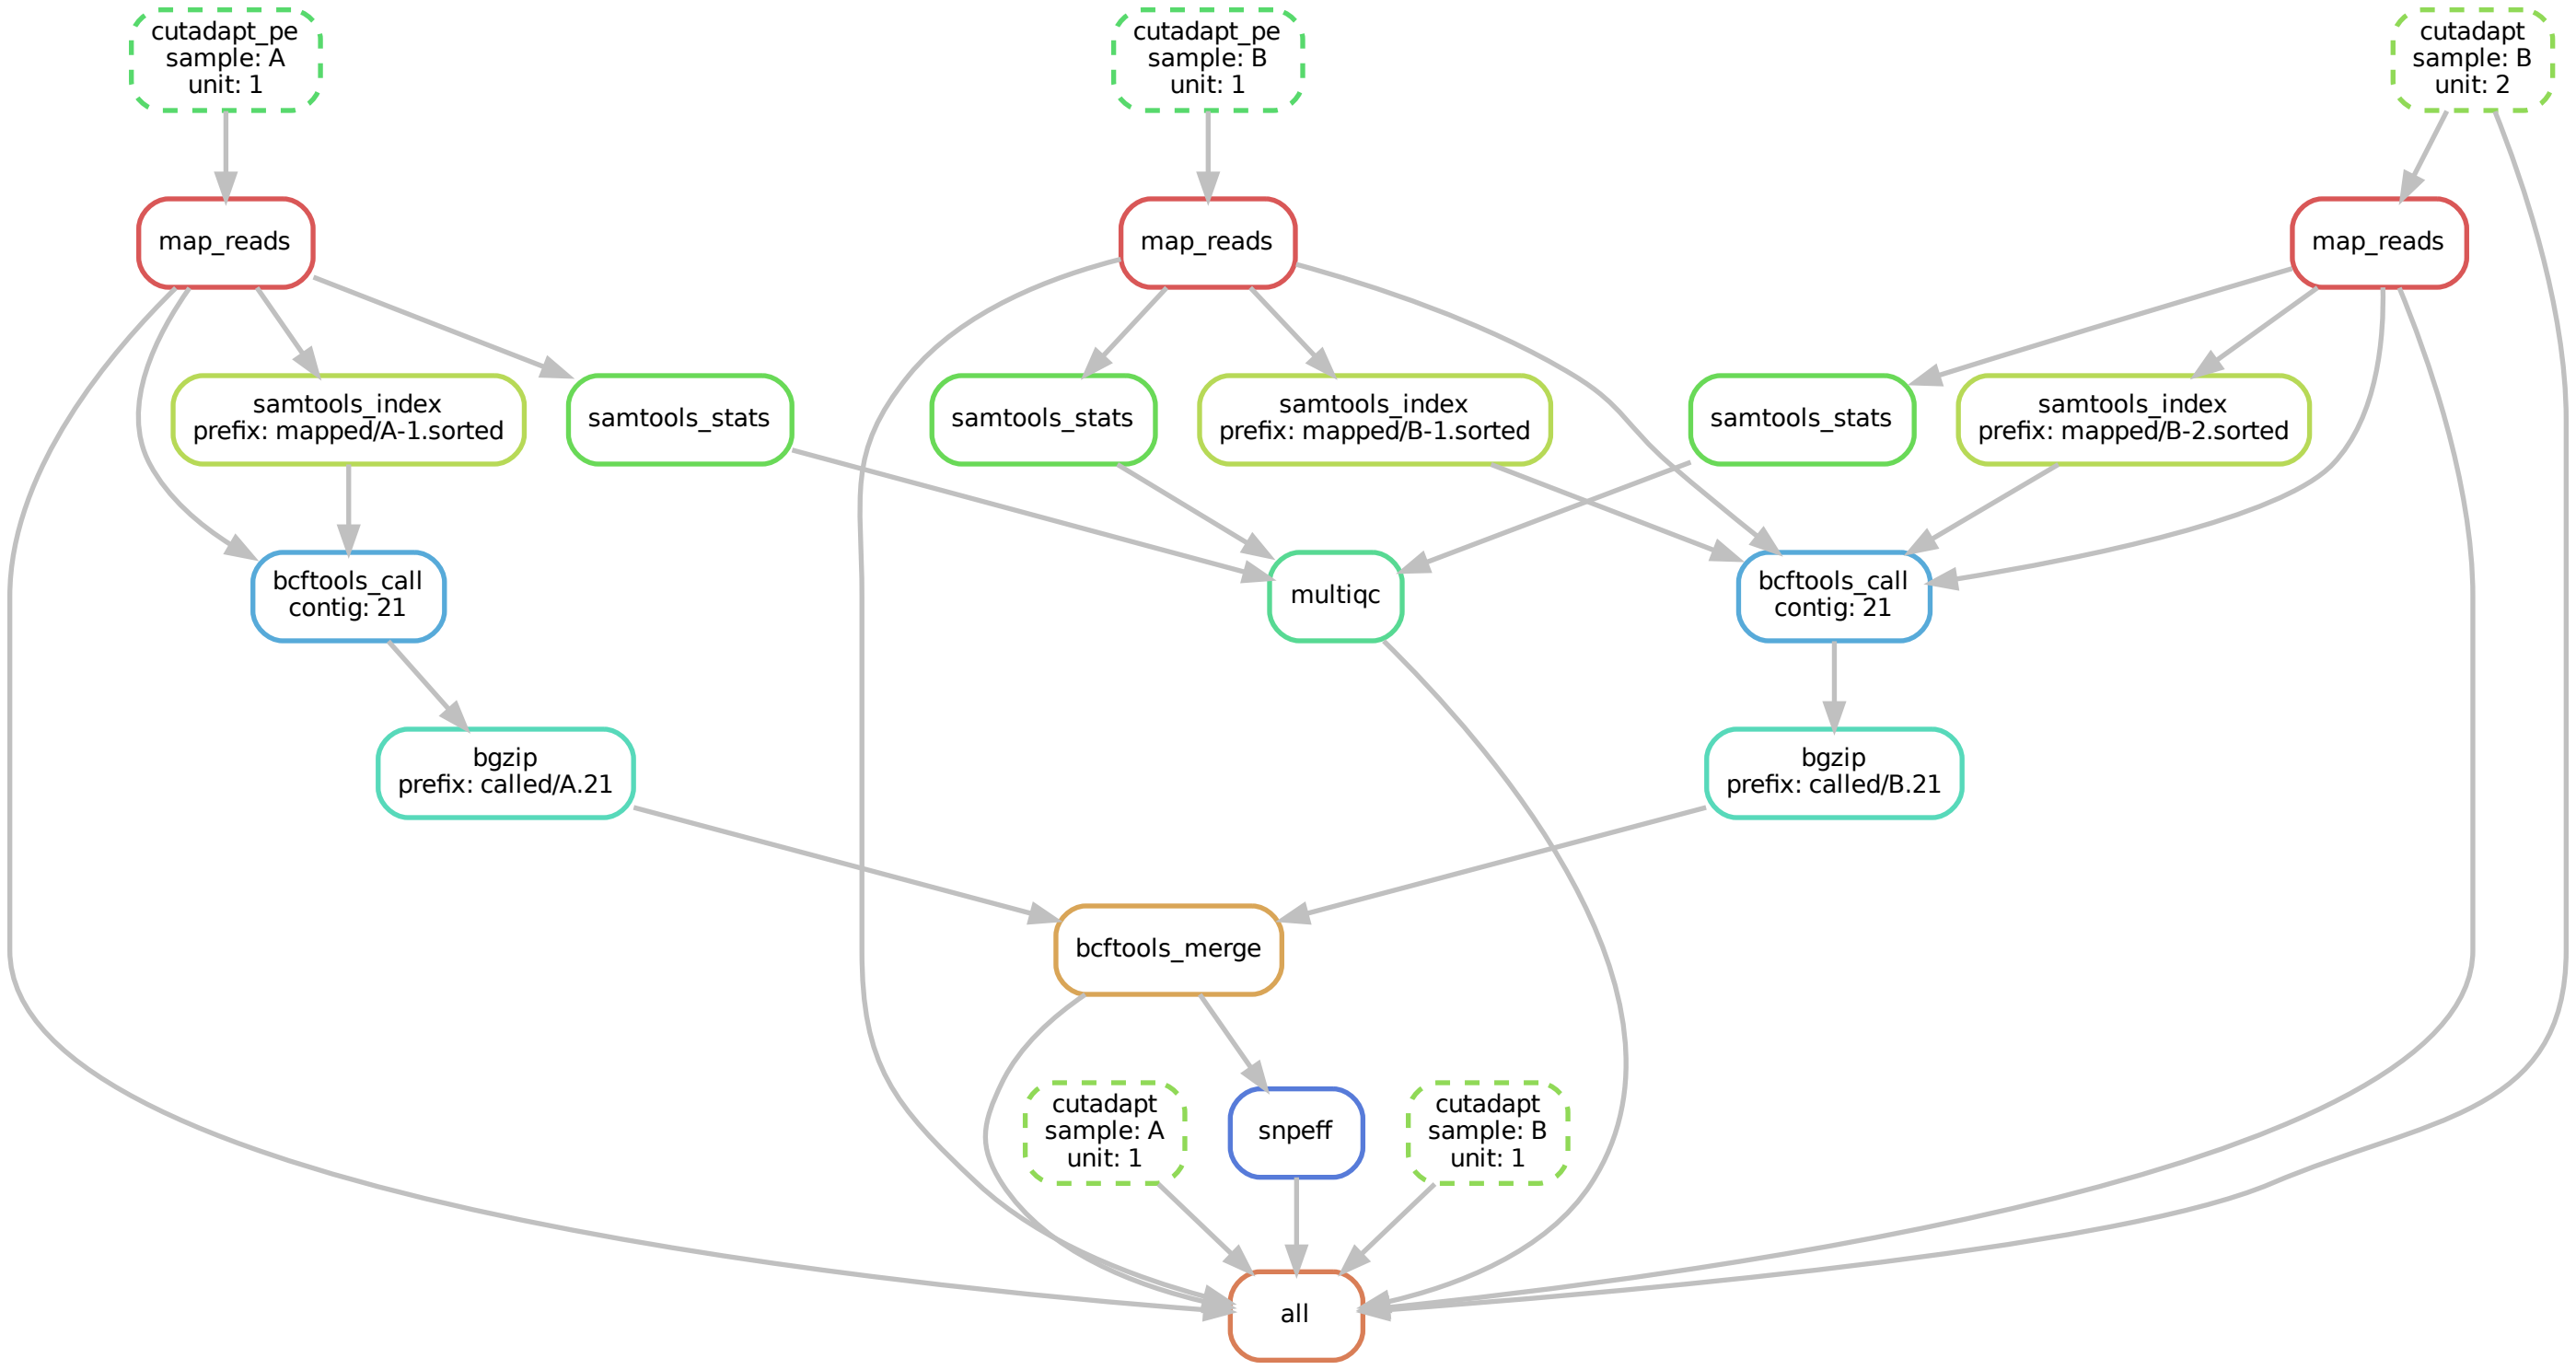 cutadapt_pe
sample: A
unit: 1
cutadapt_pe
sample: B
unit: 1
cutadapt
sample: B
unit: 2
map_reads
map_reads
map_reads
samtools_index
prefix: mapped/A-1.sorted
samtools_stats
samtools_stats
samtools_index
prefix: mapped/B-1.sorted
samtools_stats
samtools_index
prefix: mapped/B-2.sorted
bcftools_call
contig: 21
multiqc
bcftools_call
contig: 21
bgzip
prefix: called/A.21
bgzip
prefix: called/B.21
bcftools_merge
cutadapt
sample: A
unit: 1
snpeff
cutadapt
sample: B
unit: 1
all